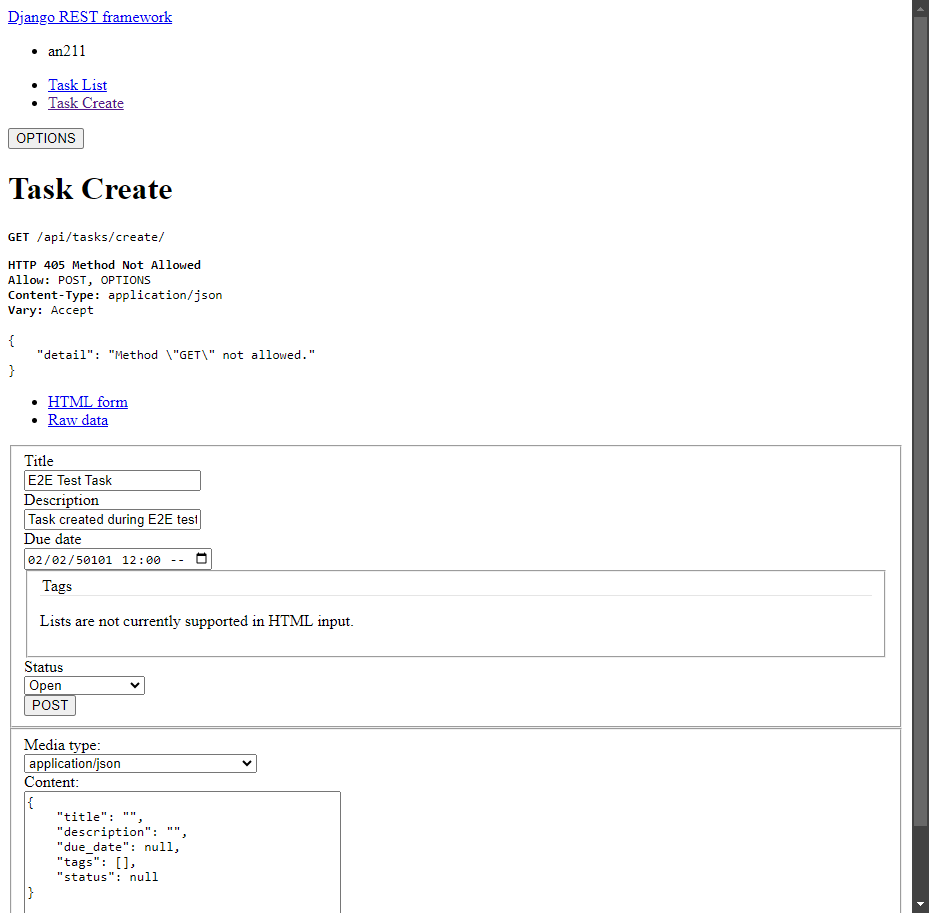 Django REST framework
an211
Task List
Task Create
OPTIONS
Task Create
GET /api/tasks/create/
HTTP 405 Method Not Allowed
Allow: POST, OPTIONS
Content-Type: application/json
Vary: Accept
{
    "detail": "Method \"GET\" not allowed."
}
HTML form
Raw data
Title
E2E Test Task
Description
Task created during E2E test
Due date
02/02/50101 12:00 --
Tags
Lists are not currently supported in HTML input.
Status
Open
POST
Media type:
application/json
Content:
{
    "title": "",
    "description": "",
    "due_date": null,
    "tags": [],
    "status": null
}